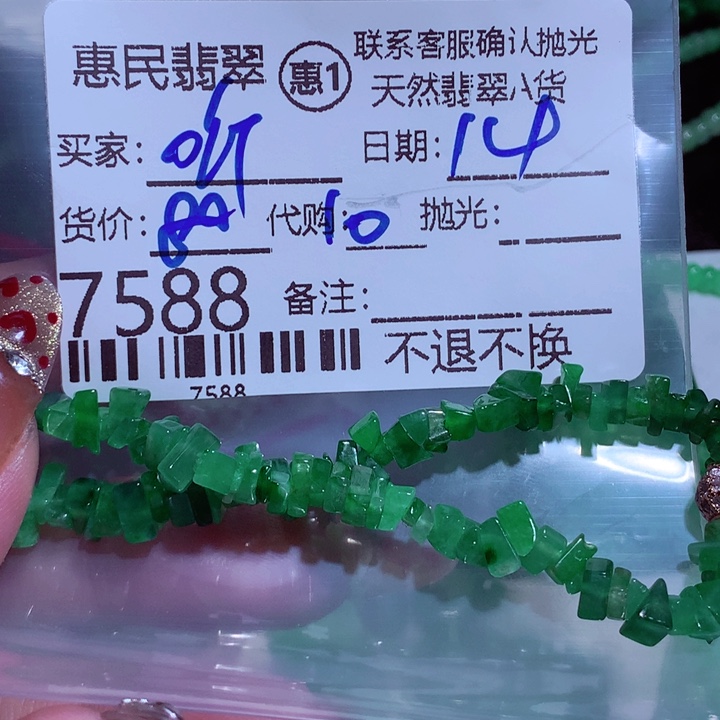 惠民翡翠 惠1 联系客服确认抛光
天然翡翠A货
买家: 听 日期: 14
货价: 代购: 10 抛光:
7588 备注:
不退不换
7588